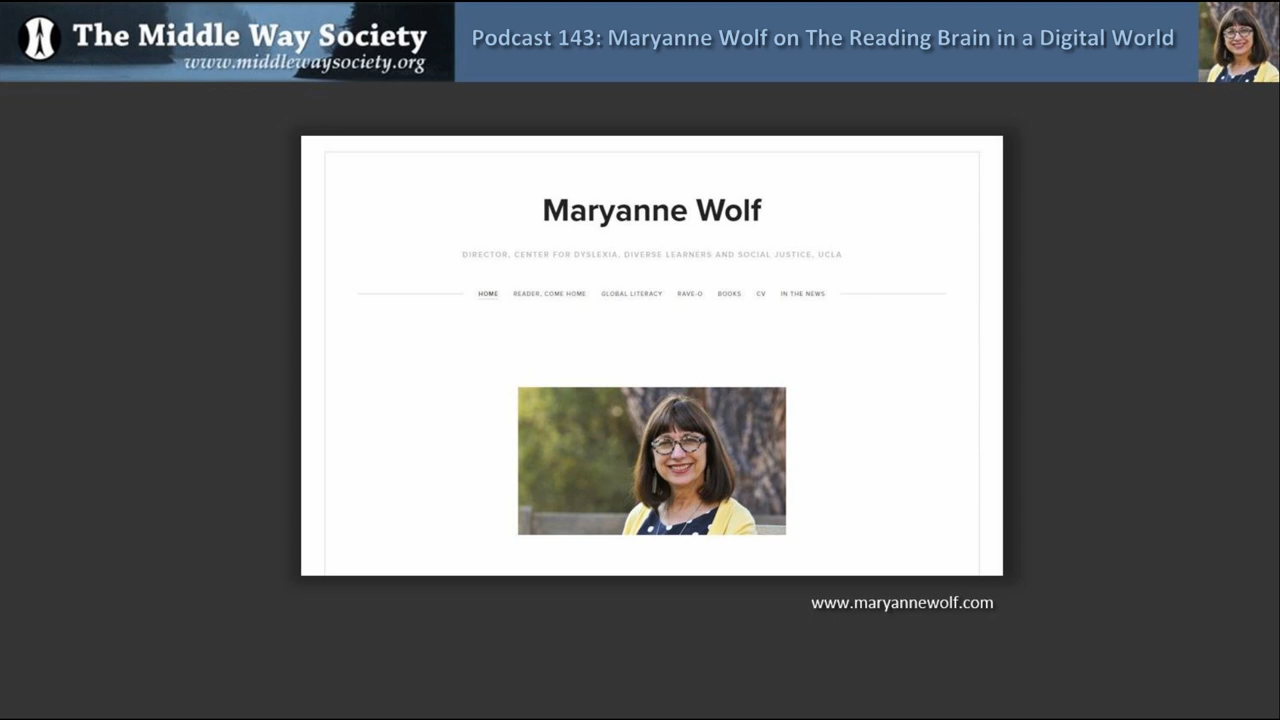 The Middle Way Society
www.middlewaysociety.org
Podcast 143: Maryanne Wolf on The Reading Brain in a Digital World
Maryanne Wolf
DIRECTOR, CENTER FOR DYSLEXIA, DIVERSE LEARNERS AND SOCIAL JUSTICE, UCLA
HOME READER, COME HOME GLOBAL LITERACY RAVE-O BOOKS CV IN THE NEWS
www.maryannewolf.com